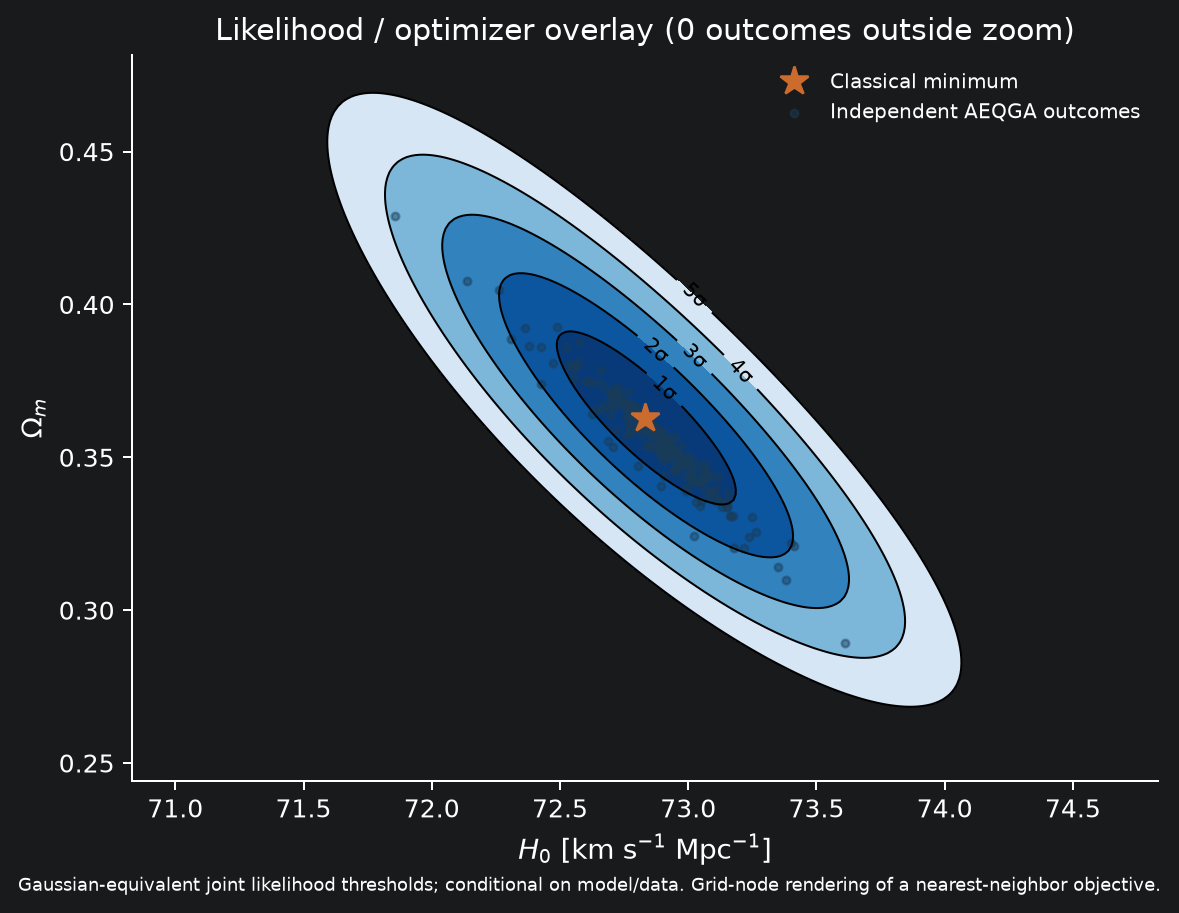 Likelihood / optimizer overlay (0 outcomes outside zoom)
Classical minimum
Independent AEQGA outcomes
0.45
0.40
0.35
0.30
0.25
Ωₘ
5σ
4σ
3σ
2σ
1σ
71.0 71.5 72.0 72.5 73.0 73.5 74.0 74.5
H₀ [km s⁻¹ Mpc⁻¹]
Gaussian-equivalent joint likelihood thresholds; conditional on model/data. Grid-node rendering of a nearest-neighbor objective.